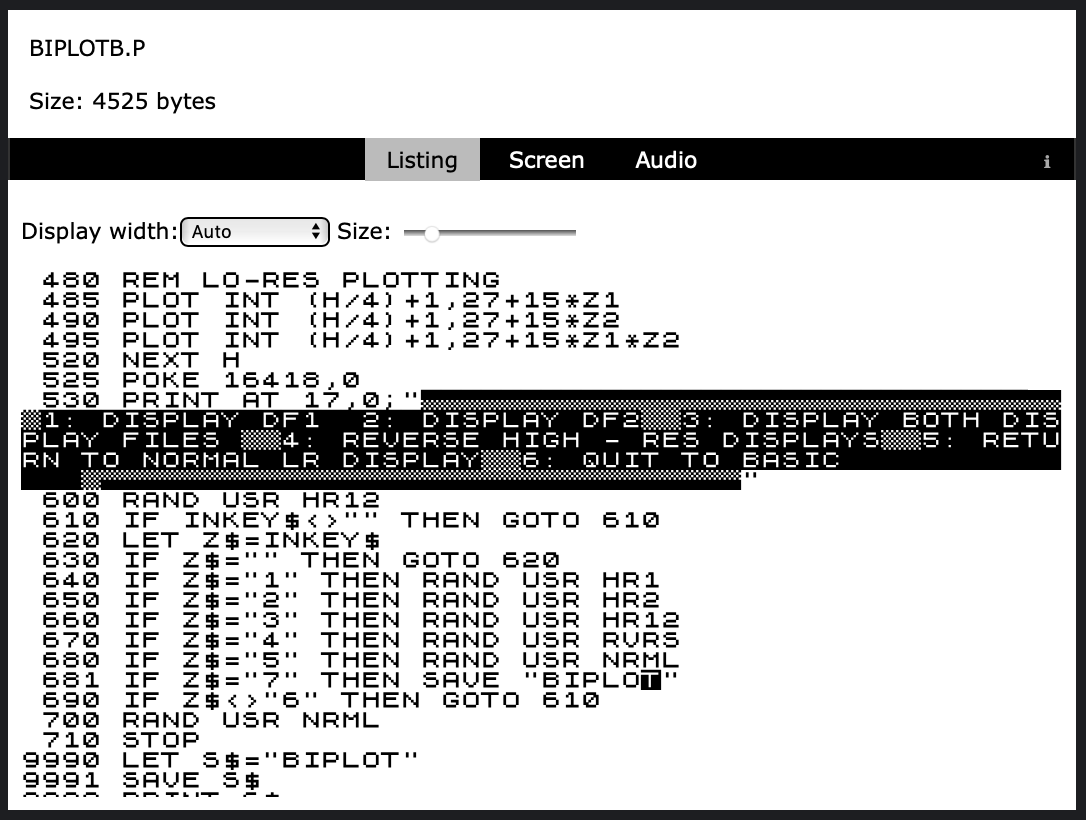 BIPLOTB.P
Size: 4525 bytes
Listing Screen Audio i
Display width: Auto Size:
480 REM LO-RES PLOTTING
485 PLOT INT (H/4)+1,27+15*Z1
490 PLOT INT (H/4)+1,27+15*Z2
495 PLOT INT (H/4)+1,27+15*Z1*Z2
520 NEXT H
525 POKE 16418,0
530 PRINT AT 17,0;"
1: DISPLAY DF1 2: DISPLAY DF2 3: DISPLAY BOTH DIS
PLAY FILES 4: REVERSE HIGH - RES DISPLAYS 5: RETU
RN TO NORMAL LR DISPLAY 6: QUIT TO BASIC
"
600 RAND USR HR12
610 IF INKEY$<>"" THEN GOTO 610
620 LET Z$=INKEY$
630 IF Z$="" THEN GOTO 620
640 IF Z$="1" THEN RAND USR HR1
650 IF Z$="2" THEN RAND USR HR2
660 IF Z$="3" THEN RAND USR HR12
670 IF Z$="4" THEN RAND USR RVRS
680 IF Z$="5" THEN RAND USR NRML
681 IF Z$="7" THEN SAVE "BIPLOT"
690 IF Z$<>"6" THEN GOTO 610
700 RAND USR NRML
710 STOP
9990 LET S$="BIPLOT"
9991 SAVE S$